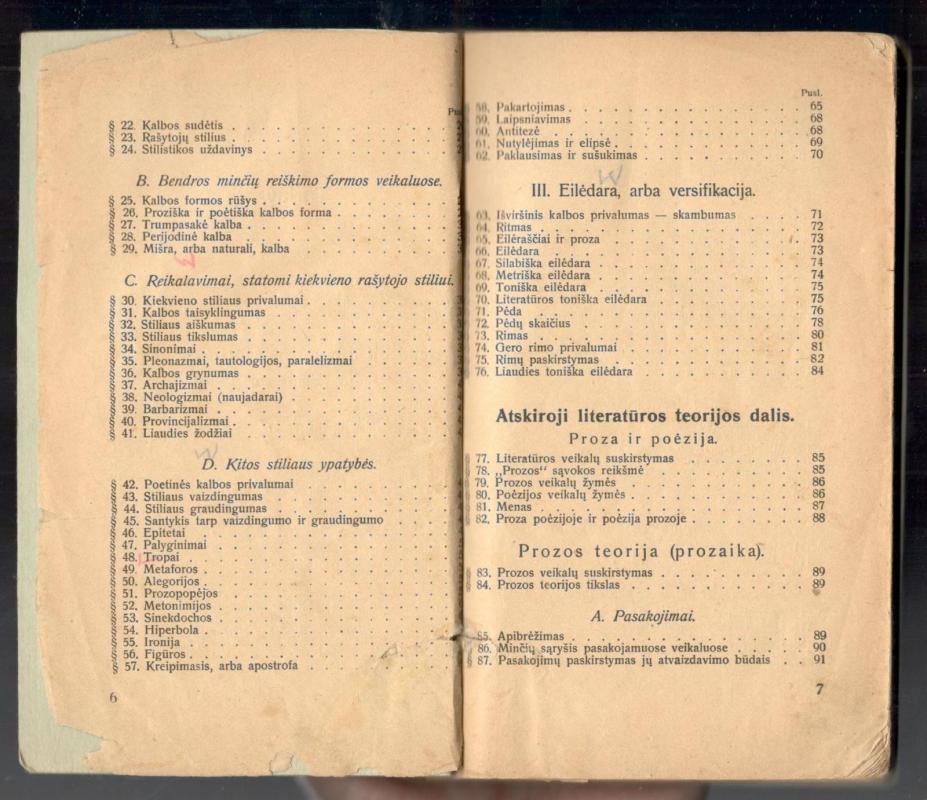 § 22. Kalbos sudėtis
§ 23. Rašytojų stilius
§ 24. Stilistikos uždavinys
B. Bendros minčių reiškimo formos veikaluose.
§ 25. Kalbos formos rūšys
§ 26. Proziška ir poėtiška kalbos forma
§ 27. Trumpasakė kalba
§ 28. Perijodinė kalba
§ 29. Mišra, arba naturali, kalba
C. Reikalavimai, statomi kiekvieno rašytojo stiliui.
§ 30. Kiekvieno stiliaus privalumai
§ 31. Kalbos taisyklingumas
§ 32. Stiliaus aiškumas
§ 33. Stiliaus tikslumas
§ 34. Sinonimai
§ 35. Pleonazmai, tautologijos, paralelizmai
§ 36. Kalbos grynumas
§ 37. Archajizmai
§ 38. Neologizmai (naujadarai)
§ 39. Barbarizmai
§ 40. Provincijalizmai
§ 41. Liaudies žodžiai
D. Kitos stiliaus ypatybės.
§ 42. Poetinės kalbos privalumai
§ 43. Stiliaus vaizdingumas
§ 44. Stiliaus graudingumas
§ 45. Santykis tarp vaizdingumo ir graudingumo
§ 46. Epitetai
§ 47. Palyginimai
§ 48. Tropai
§ 49. Metaforos
§ 50. Alegorijos
§ 51. Prozopopėjos
§ 52. Metonimijos
§ 53. Sinekdochos
§ 54. Hiperbola
§ 55. Ironija
§ 56. Figūros
§ 57. Kreipimasis, arba apostrofa
6
Pusl.
58. Pakartojimas 65
59. Laipsniavimas 68
60. Antitezė 68
61. Nutylėjimas ir elipsė 69
62. Paklausimas ir sušukimas 70
III. Eilėdara, arba versifikacija.
63. Išviršinis kalbos privalumas — skambumas 71
64. Ritmas 72
65. Eilėraščiai ir proza 73
66. Eilėdara 73
67. Silabiška eilėdara 74
68. Metriška eilėdara 74
69. Toniška eilėdara 75
70. Literatūros toniška eilėdara 75
71. Pėda 76
72. Pėdų skaičius 78
73. Rimas 80
74. Gero rimo privalumai 81
75. Rimų paskirstymas 82
76. Liaudies toniška eilėdara 84
Atskiroji literatūros teorijos dalis.
Proza ir poėzija.
77. Literatūros veikalų suskirstymas 85
78. „Prozos“ sąvokos reikšmė 85
79. Prozos veikalų žymės 86
80. Poėzijos veikalų žymės 86
81. Menas 87
82. Proza poėzijoje ir poėzija prozoje 88
Prozos teorija (prozaika).
83. Prozos veikalų suskirstymas 89
84. Prozos teorijos tikslas 89
A. Pasakojimai.
85. Apibrėžimas 89
86. Minčių sąryšis pasakojamuose veikaluose 90
87. Pasakojimų paskirstymas jų atvaizdavimo būdais 91
7